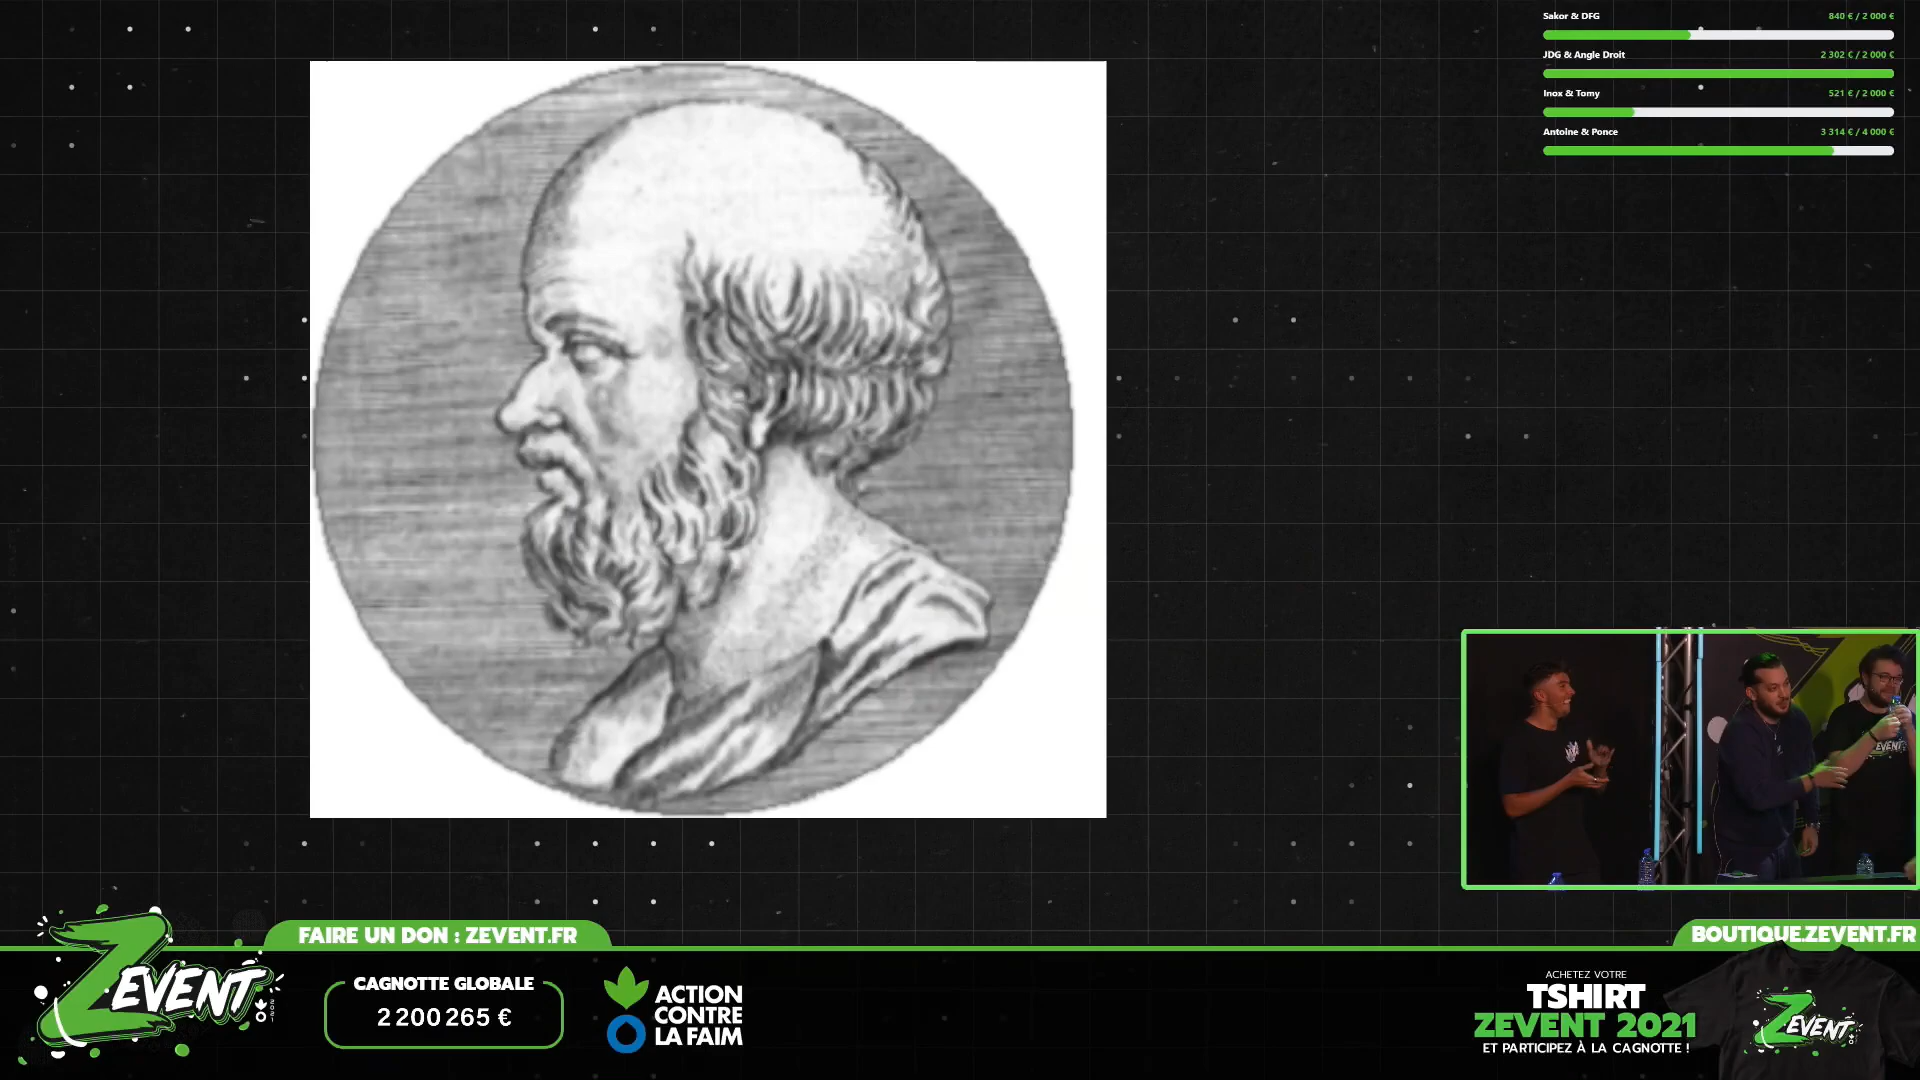 Sakor & DFG 840 € / 2 000 €
JDG & Angle Droit 2 302 € / 2 000 €
Inox & Tomy 521 € / 2 000 €
Antoine & Ponce 3 314 € / 4 000 €
FAIRE UN DON : ZEVENT.FR
BOUTIQUE.ZEVENT.FR
ZEVENT
2021
CAGNOTTE GLOBALE
2 200 265 €
ACTION
CONTRE
LA FAIM
ACHETEZ VOTRE
TSHIRT
ZEVENT 2021
ET PARTICIPEZ À LA CAGNOTTE !
ZEVENT